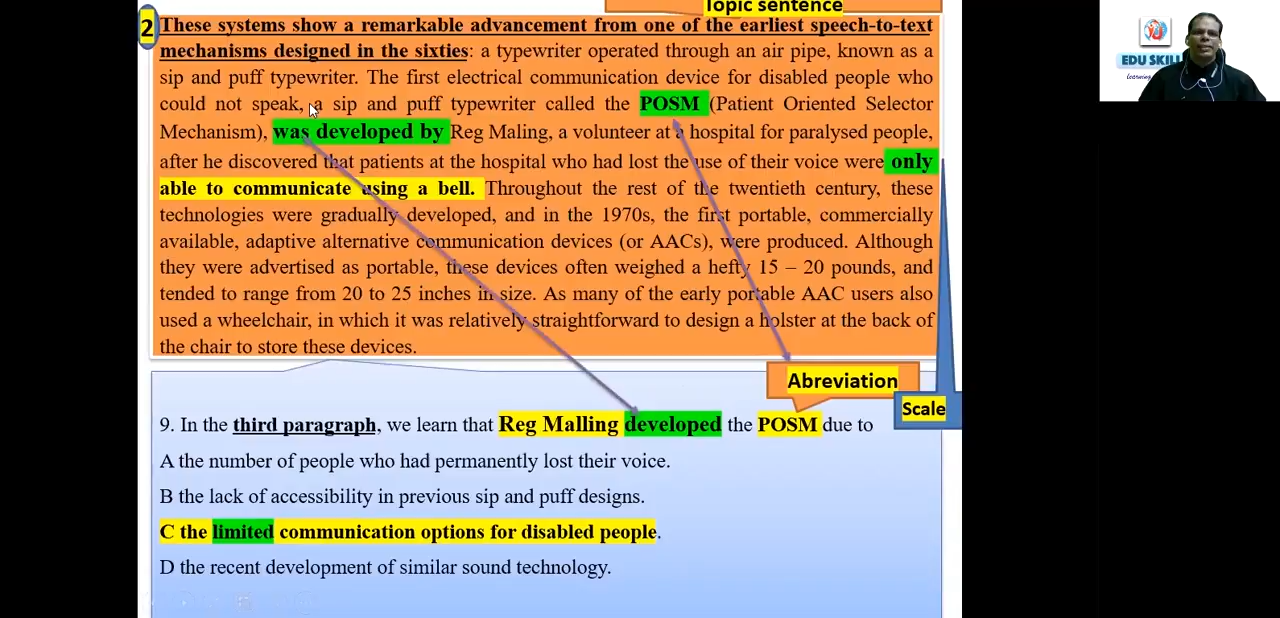 Topic sentence
2
These systems show a remarkable advancement from one of the earliest speech-to-text
mechanisms designed in the sixties: a typewriter operated through an air pipe, known as a
sip and puff typewriter. The first electrical communication device for disabled people who
could not speak, a sip and puff typewriter called the POSM (Patient Oriented Selector
Mechanism), was developed by Reg Maling, a volunteer at a hospital for paralysed people,
after he discovered that patients at the hospital who had lost the use of their voice were only
able to communicate using a bell. Throughout the rest of the twentieth century, these
technologies were gradually developed, and in the 1970s, the first portable, commercially
available, adaptive alternative communication devices (or AACs), were produced. Although
they were advertised as portable, these devices often weighed a hefty 15 – 20 pounds, and
tended to range from 20 to 25 inches in size. As many of the early portable AAC users also
used a wheelchair, in which it was relatively straightforward to design a holster at the back of
the chair to store these devices.
Abreviation
Scale
9. In the third paragraph, we learn that Reg Malling developed the POSM due to
A the number of people who had permanently lost their voice.
B the lack of accessibility in previous sip and puff designs.
C the limited communication options for disabled people.
D the recent development of similar sound technology.
EDU SKILL